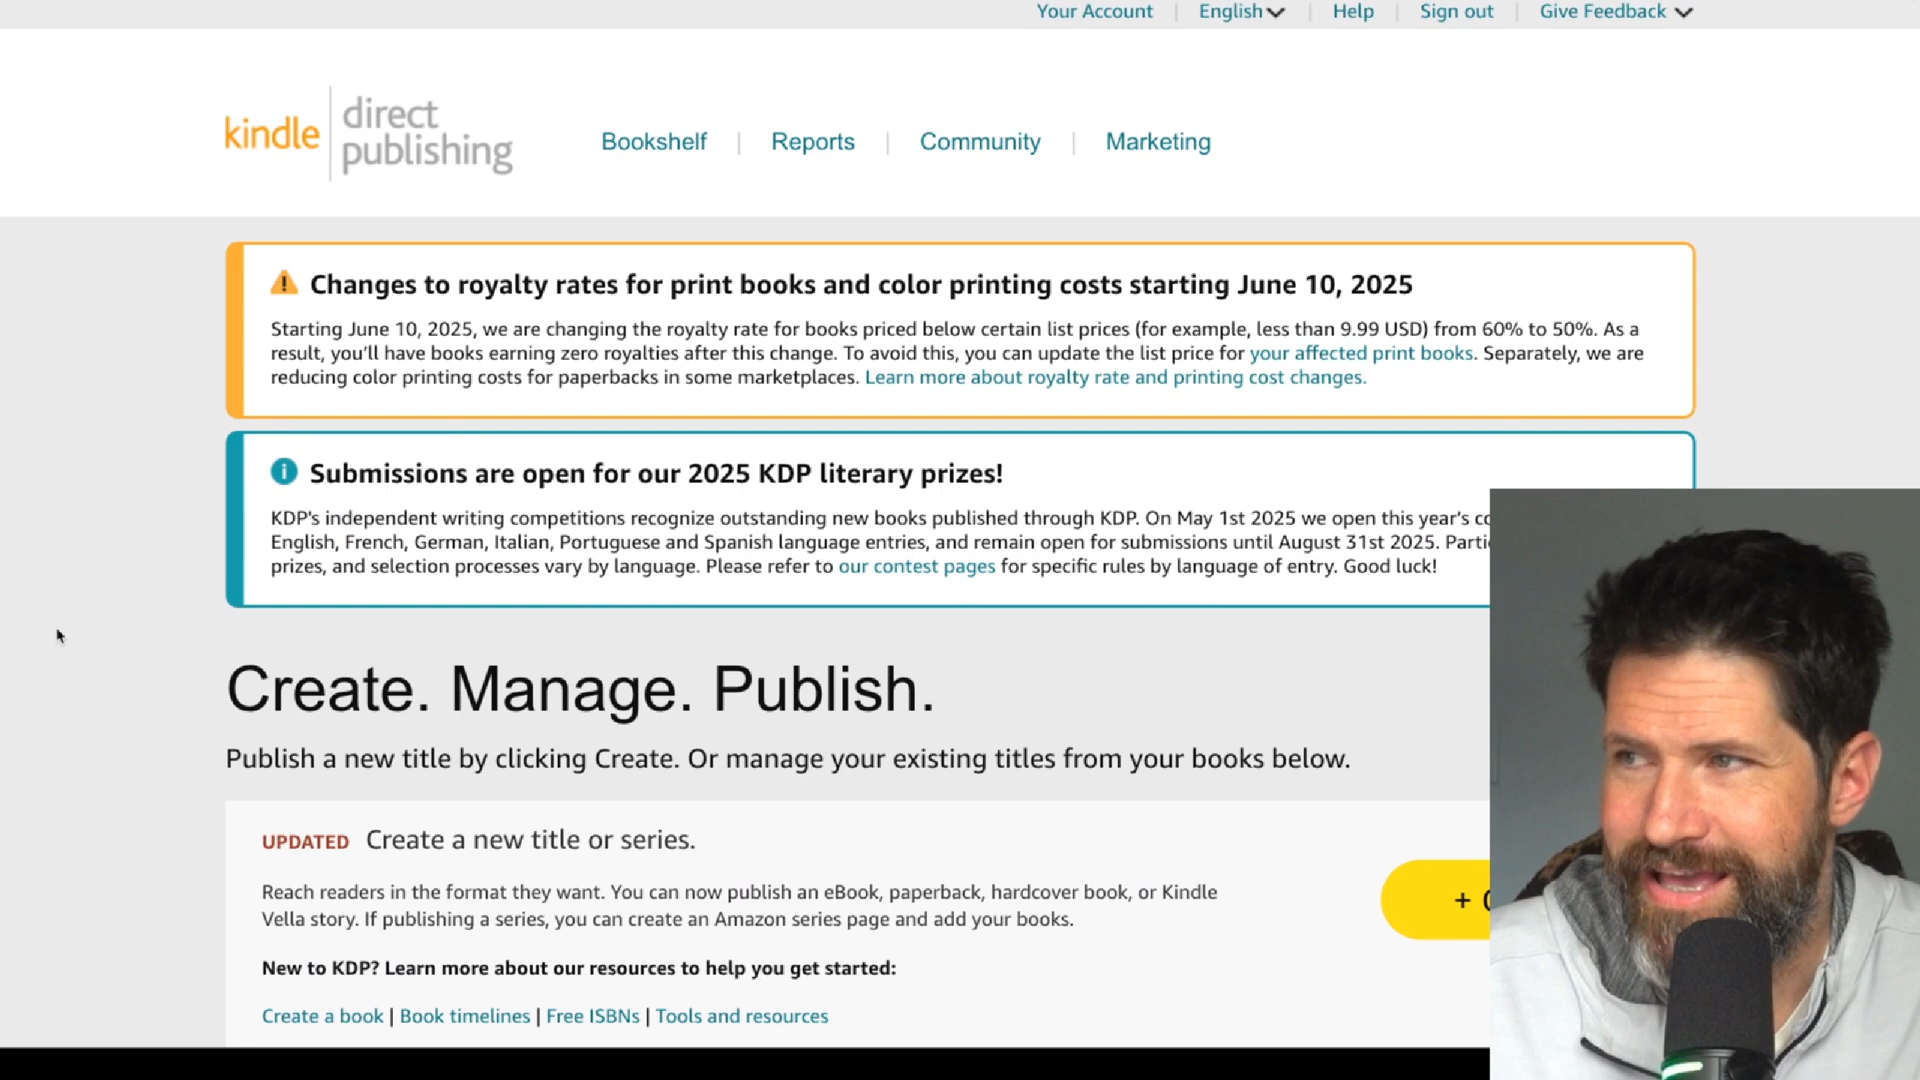 Your Account | English | Help | Sign out | Give Feedback
kindle direct publishing
Bookshelf | Reports | Community | Marketing
Changes to royalty rates for print books and color printing costs starting June 10, 2025
Starting June 10, 2025, we are changing the royalty rate for books priced below certain list prices (for example, less than 9.99 USD) from 60% to 50%. As a
result, you'll have books earning zero royalties after this change. To avoid this, you can update the list price for your affected print books. Separately, we are
reducing color printing costs for paperbacks in some marketplaces. Learn more about royalty rate and printing cost changes.
Submissions are open for our 2025 KDP literary prizes!
KDP's independent writing competitions recognize outstanding new books published through KDP. On May 1st 2025 we open this year's
English, French, German, Italian, Portuguese and Spanish language entries, and remain open for submissions until August 31st 2025.
prizes, and selection processes vary by language. Please refer to our contest pages for specific rules by language of entry. Good luck!
Create. Manage. Publish.
Publish a new title by clicking Create. Or manage your existing titles from your books below.
UPDATED Create a new title or series.
Reach readers in the format they want. You can now publish an eBook, paperback, hardcover book, or Kindle
Vella story. If publishing a series, you can create an Amazon series page and add your books.
+
New to KDP? Learn more about our resources to help you get started:
Create a book | Book timelines | Free ISBNs | Tools and resources